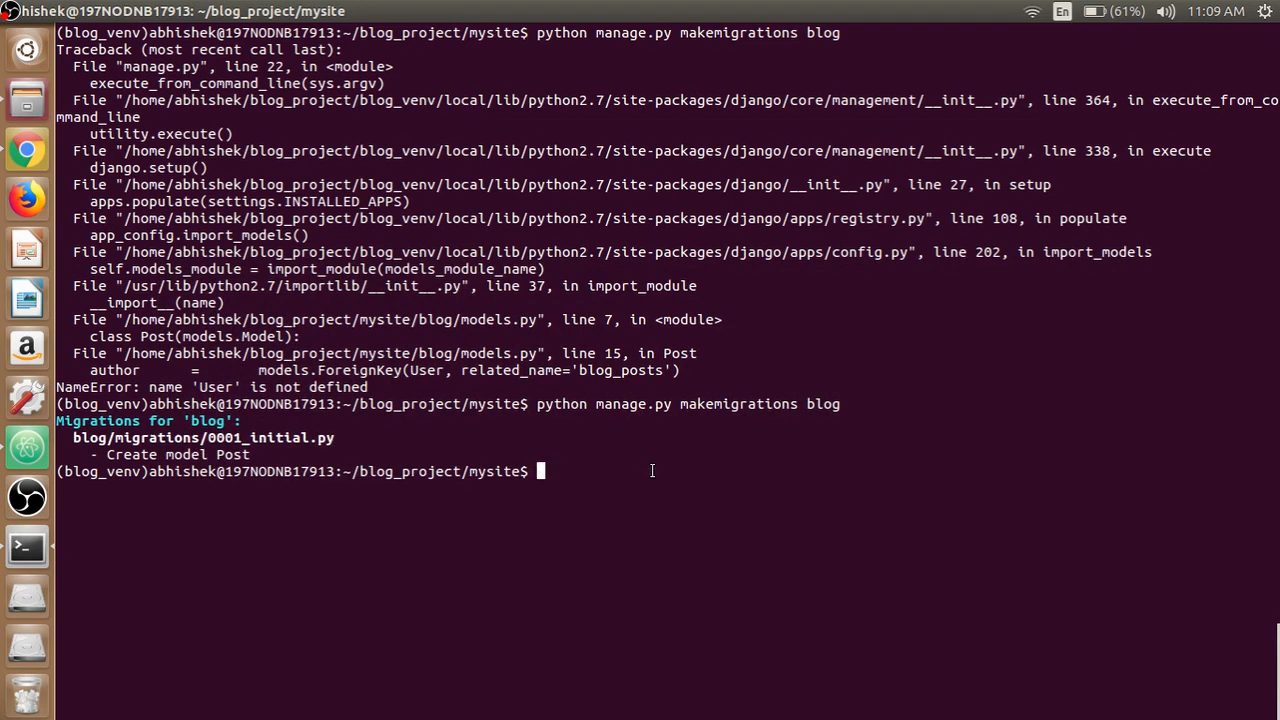 hishek@197NODNB17913: ~/blog_project/mysite
En
(61%)
11:09 AM
(blog_venv)abhishek@197NODNB17913:~/blog_project/mysite$ python manage.py makemigrations blog
Traceback (most recent call last):
  File "manage.py", line 22, in <module>
    execute_from_command_line(sys.argv)
  File "/home/abhishek/blog_project/blog_venv/local/lib/python2.7/site-packages/django/core/management/__init__.py", line 364, in execute_from_co
mmand_line
    utility.execute()
  File "/home/abhishek/blog_project/blog_venv/local/lib/python2.7/site-packages/django/core/management/__init__.py", line 338, in execute
    django.setup()
  File "/home/abhishek/blog_project/blog_venv/local/lib/python2.7/site-packages/django/__init__.py", line 27, in setup
    apps.populate(settings.INSTALLED_APPS)
  File "/home/abhishek/blog_project/blog_venv/local/lib/python2.7/site-packages/django/apps/registry.py", line 108, in populate
    app_config.import_models()
  File "/home/abhishek/blog_project/blog_venv/local/lib/python2.7/site-packages/django/apps/config.py", line 202, in import_models
    self.models_module = import_module(models_module_name)
  File "/usr/lib/python2.7/importlib/__init__.py", line 37, in import_module
    __import__(name)
  File "/home/abhishek/blog_project/mysite/blog/models.py", line 7, in <module>
    class Post(models.Model):
  File "/home/abhishek/blog_project/mysite/blog/models.py", line 15, in Post
    author      =       models.ForeignKey(User, related_name='blog_posts')
NameError: name 'User' is not defined
(blog_venv)abhishek@197NODNB17913:~/blog_project/mysite$ python manage.py makemigrations blog
Migrations for 'blog':
  blog/migrations/0001_initial.py
    - Create model Post
(blog_venv)abhishek@197NODNB17913:~/blog_project/mysite$